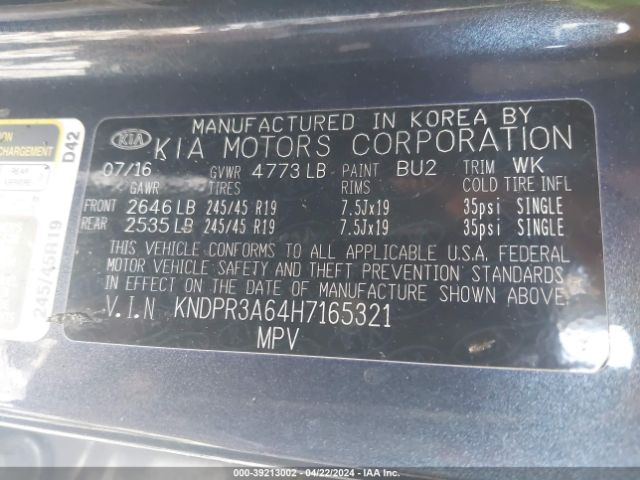 MANUFACTURED IN KOREA BY
KIA KIA MOTORS CORPORATION
07/16 GVWR 4773 LB PAINT BU2 TRIM WK
GAWR TIRES RIMS COLD TIRE INFL
FRONT 2646 LB 245/45 R19 7.5Jx19 35psi SINGLE
REAR 2535 LB 245/45 R19 7.5Jx19 35psi SINGLE
THIS VEHICLE CONFORMS TO ALL APPLICABLE U.S.A. FEDERAL
MOTOR VEHICLE SAFETY AND THEFT PREVENTION STANDARDS
IN EFFECT ON THE DATE OF MANUFACTURE SHOWN ABOVE.
V.I.N KNDPR3A64H7165321
MPV
CHARGEMENT
D42
REAR
245/45R19
000-39213002 - 04/22/2024 - IAA Inc.